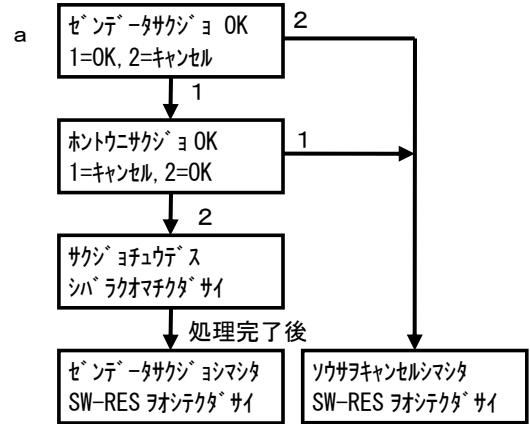 a
ｾﾞﾝﾃﾞｰﾀｻｸｼﾞｮ OK
1=OK, 2=ｷｬﾝｾﾙ
2
1
ﾎﾝﾄｳﾆｻｸｼﾞｮ OK
1=ｷｬﾝｾﾙ, 2=OK
1
2
ｻｸｼﾞｮﾁｭｳﾃﾞｽ
ｼﾊﾞﾗｸｵﾏﾁｸﾀﾞｻｲ
処理完了後
ｾﾞﾝﾃﾞｰﾀｻｸｼﾞｮｼﾏｼﾀ
SW-RES ｦｵｼﾃｸﾀﾞｻｲ
ｿｳｻｦｷｬﾝｾﾙｼﾏｼﾀ
SW-RES ｦｵｼﾃｸﾀﾞｻｲ